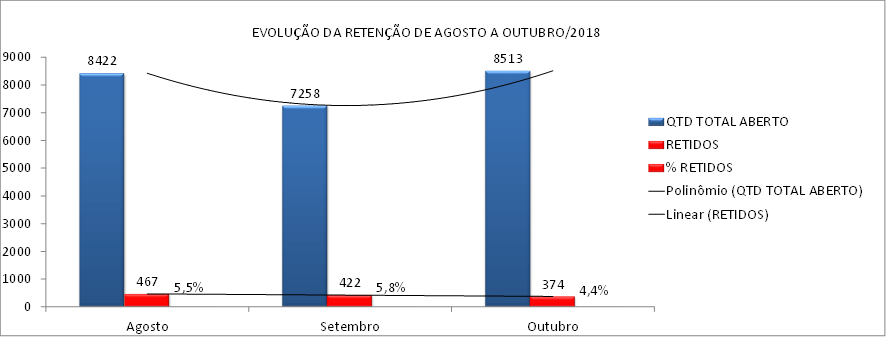 EVOLUÇÃO DA RETENÇÃO DE AGOSTO A OUTUBRO/2018
9000
8000
7000
6000
5000
4000
3000
2000
1000
0
8422
7258
8513
467
5,5%
422
5,8%
374
4,4%
Agosto
Setembro
Outubro
QTD TOTAL ABERTO
RETIDOS
% RETIDOS
Polinômio (QTD TOTAL ABERTO)
Linear (RETIDOS)